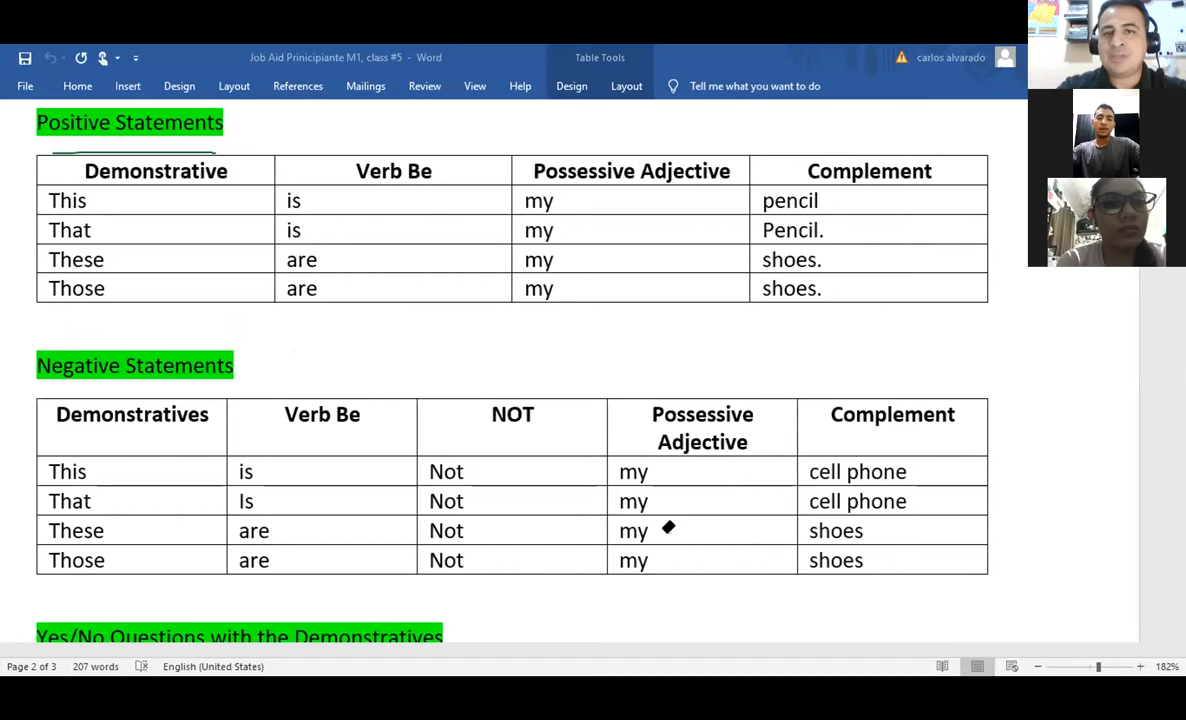 Job Aid Prinicipiante M1, class #5 - Word
Table Tools
carlos alvarado
File Home Insert Design Layout References Mailings Review View Help Design Layout Tell me what you want to do
Positive Statements
Demonstrative Verb Be Possessive Adjective Complement
This is my pencil
That is my Pencil.
These are my shoes.
Those are my shoes.
Negative Statements
Demonstratives Verb Be NOT Possessive Adjective Complement
This is Not my cell phone
That Is Not my cell phone
These are Not my shoes
Those are Not my shoes
Yes/No Questions with the Demonstratives
Page 2 of 3 207 words English (United States) 182%